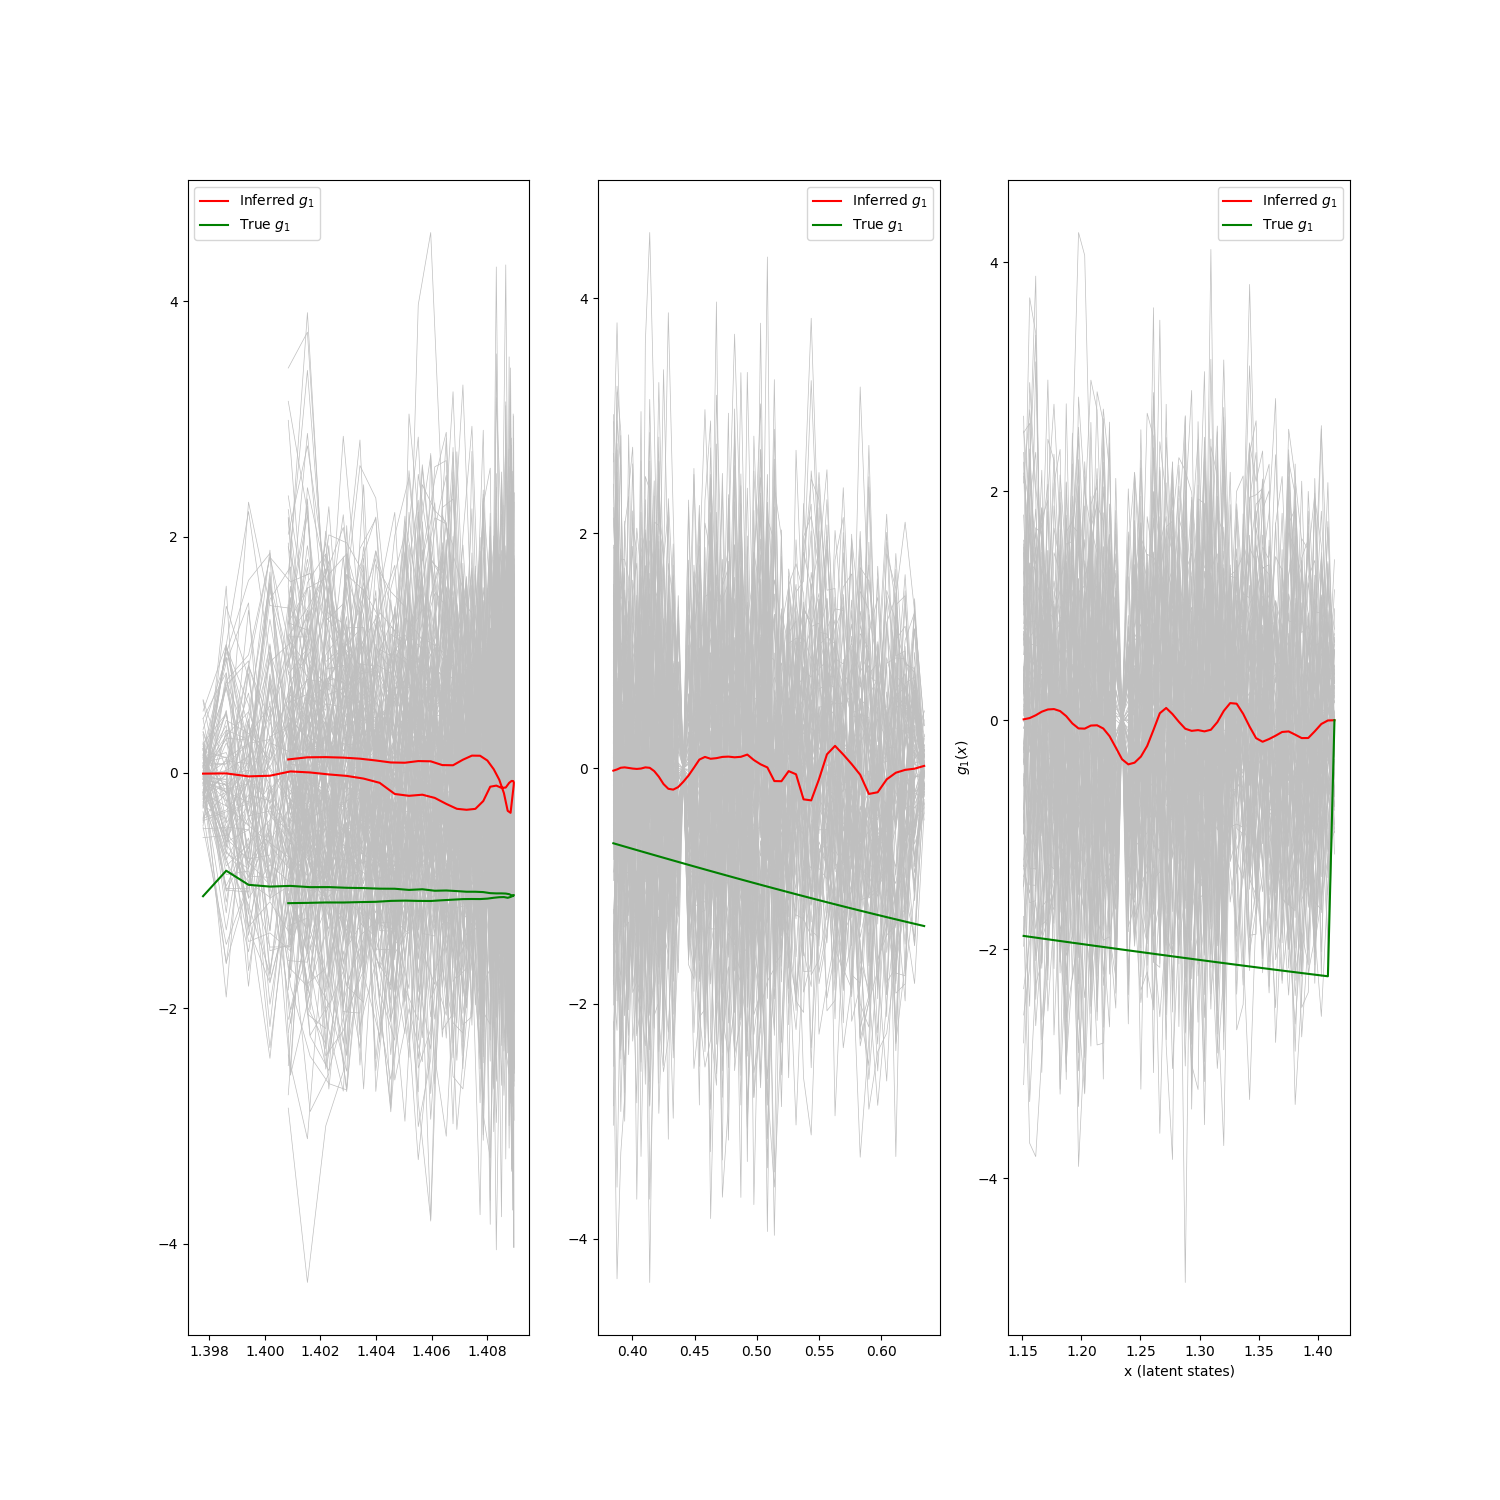 Inferred g₁
True g₁
4
2
0
−2
−4
1.398 1.400 1.402 1.404 1.406 1.408
Inferred g₁
True g₁
4
2
0
−2
−4
0.40 0.45 0.50 0.55 0.60
Inferred g₁
True g₁
g₁(x)
4
2
0
−2
−4
1.15 1.20 1.25 1.30 1.35 1.40
x (latent states)